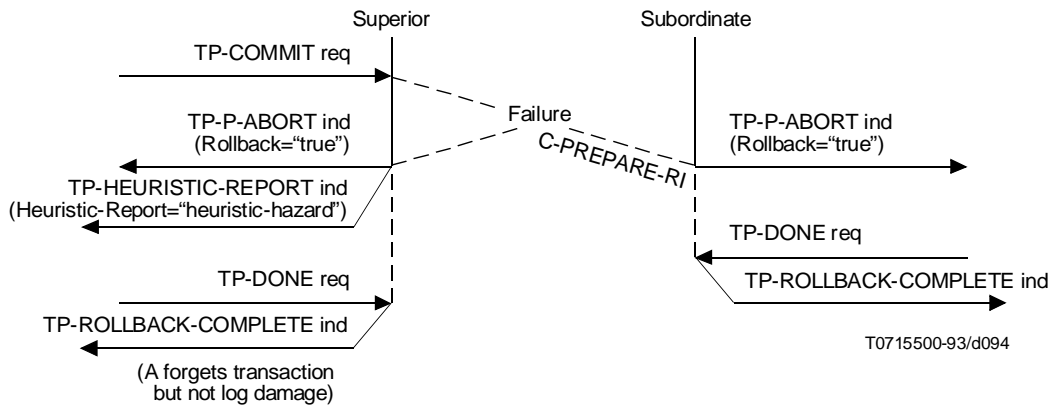 Superior
Subordinate
TP-COMMIT req
Failure
C-PREPARE-RI
TP-P-ABORT ind
(Rollback=“true”)
TP-P-ABORT ind
(Rollback=“true”)
TP-HEURISTIC-REPORT ind
(Heuristic-Report=“heuristic-hazard”)
TP-DONE req
TP-ROLLBACK-COMPLETE ind
TP-DONE req
TP-ROLLBACK-COMPLETE ind
T0715500-93/d094
(A forgets transaction
but not log damage)